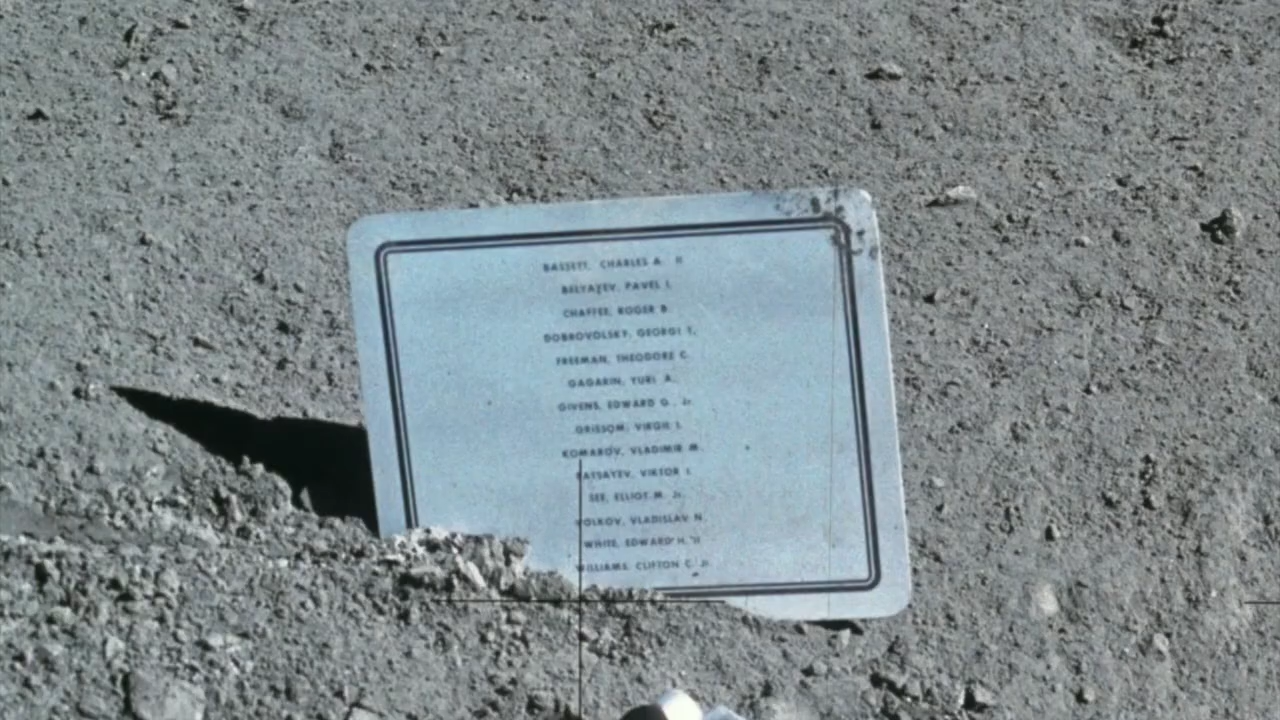 BASSETT, CHARLES A. II
BELYAYEV, PAVEL I.
CHAFFEE, ROGER B.
DOBROVOLSKY, GEORGI T.
FREEMAN, THEODORE C.
GAGARIN, YURI A.
GIVENS, EDWARD G., Jr.
GRISSOM, VIRGIL I.
KOMAROV, VLADIMIR M.
PATSAYEV, VIKTOR I.
SEE, ELLIOT M. Jr.
VOLKOV, VLADISLAV N.
WHITE, EDWARD H. II
WILLIAMS, CLIFTON C. Jr.